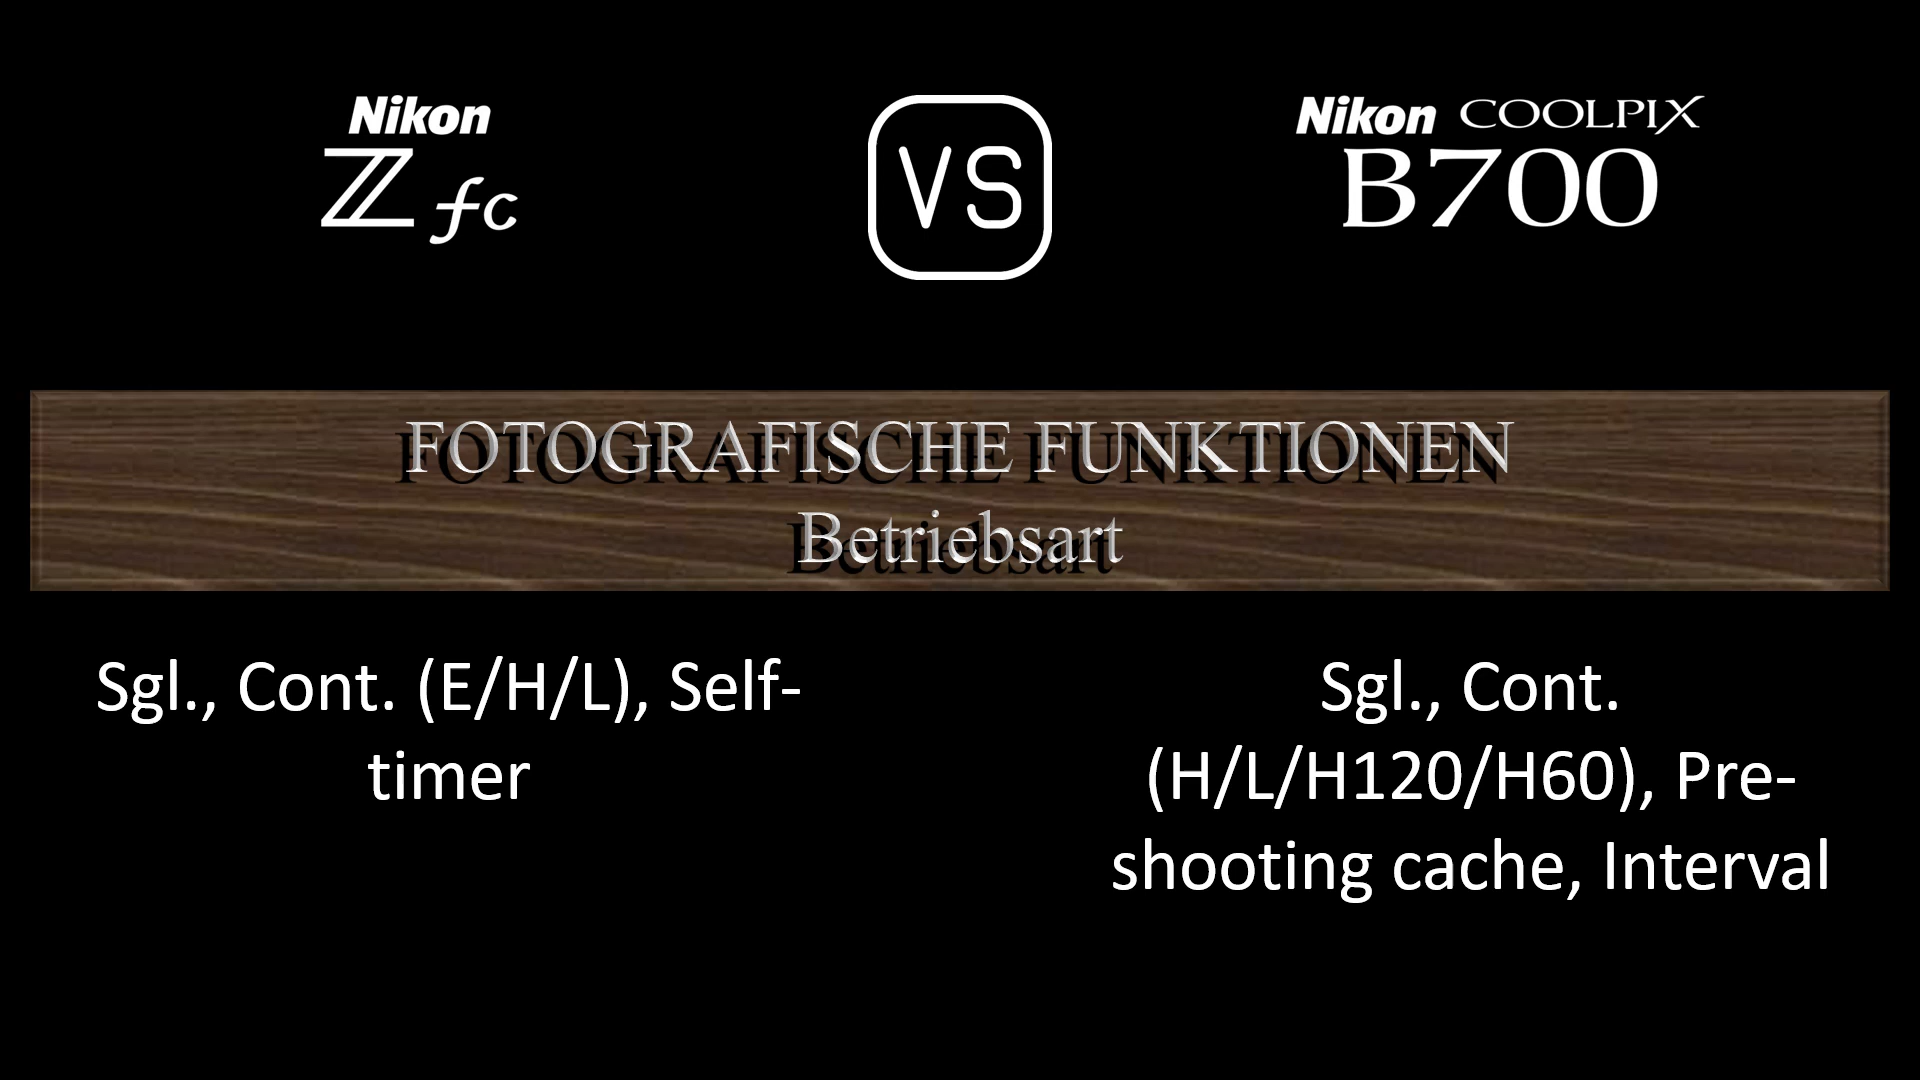 Nikon
Z fc
VS
Nikon COOLPIX
B700
FOTOGRAFISCHE FUNKTIONEN
Betriebsart
Sgl., Cont. (E/H/L), Self-
timer
Sgl., Cont.
(H/L/H120/H60), Pre-
shooting cache, Interval